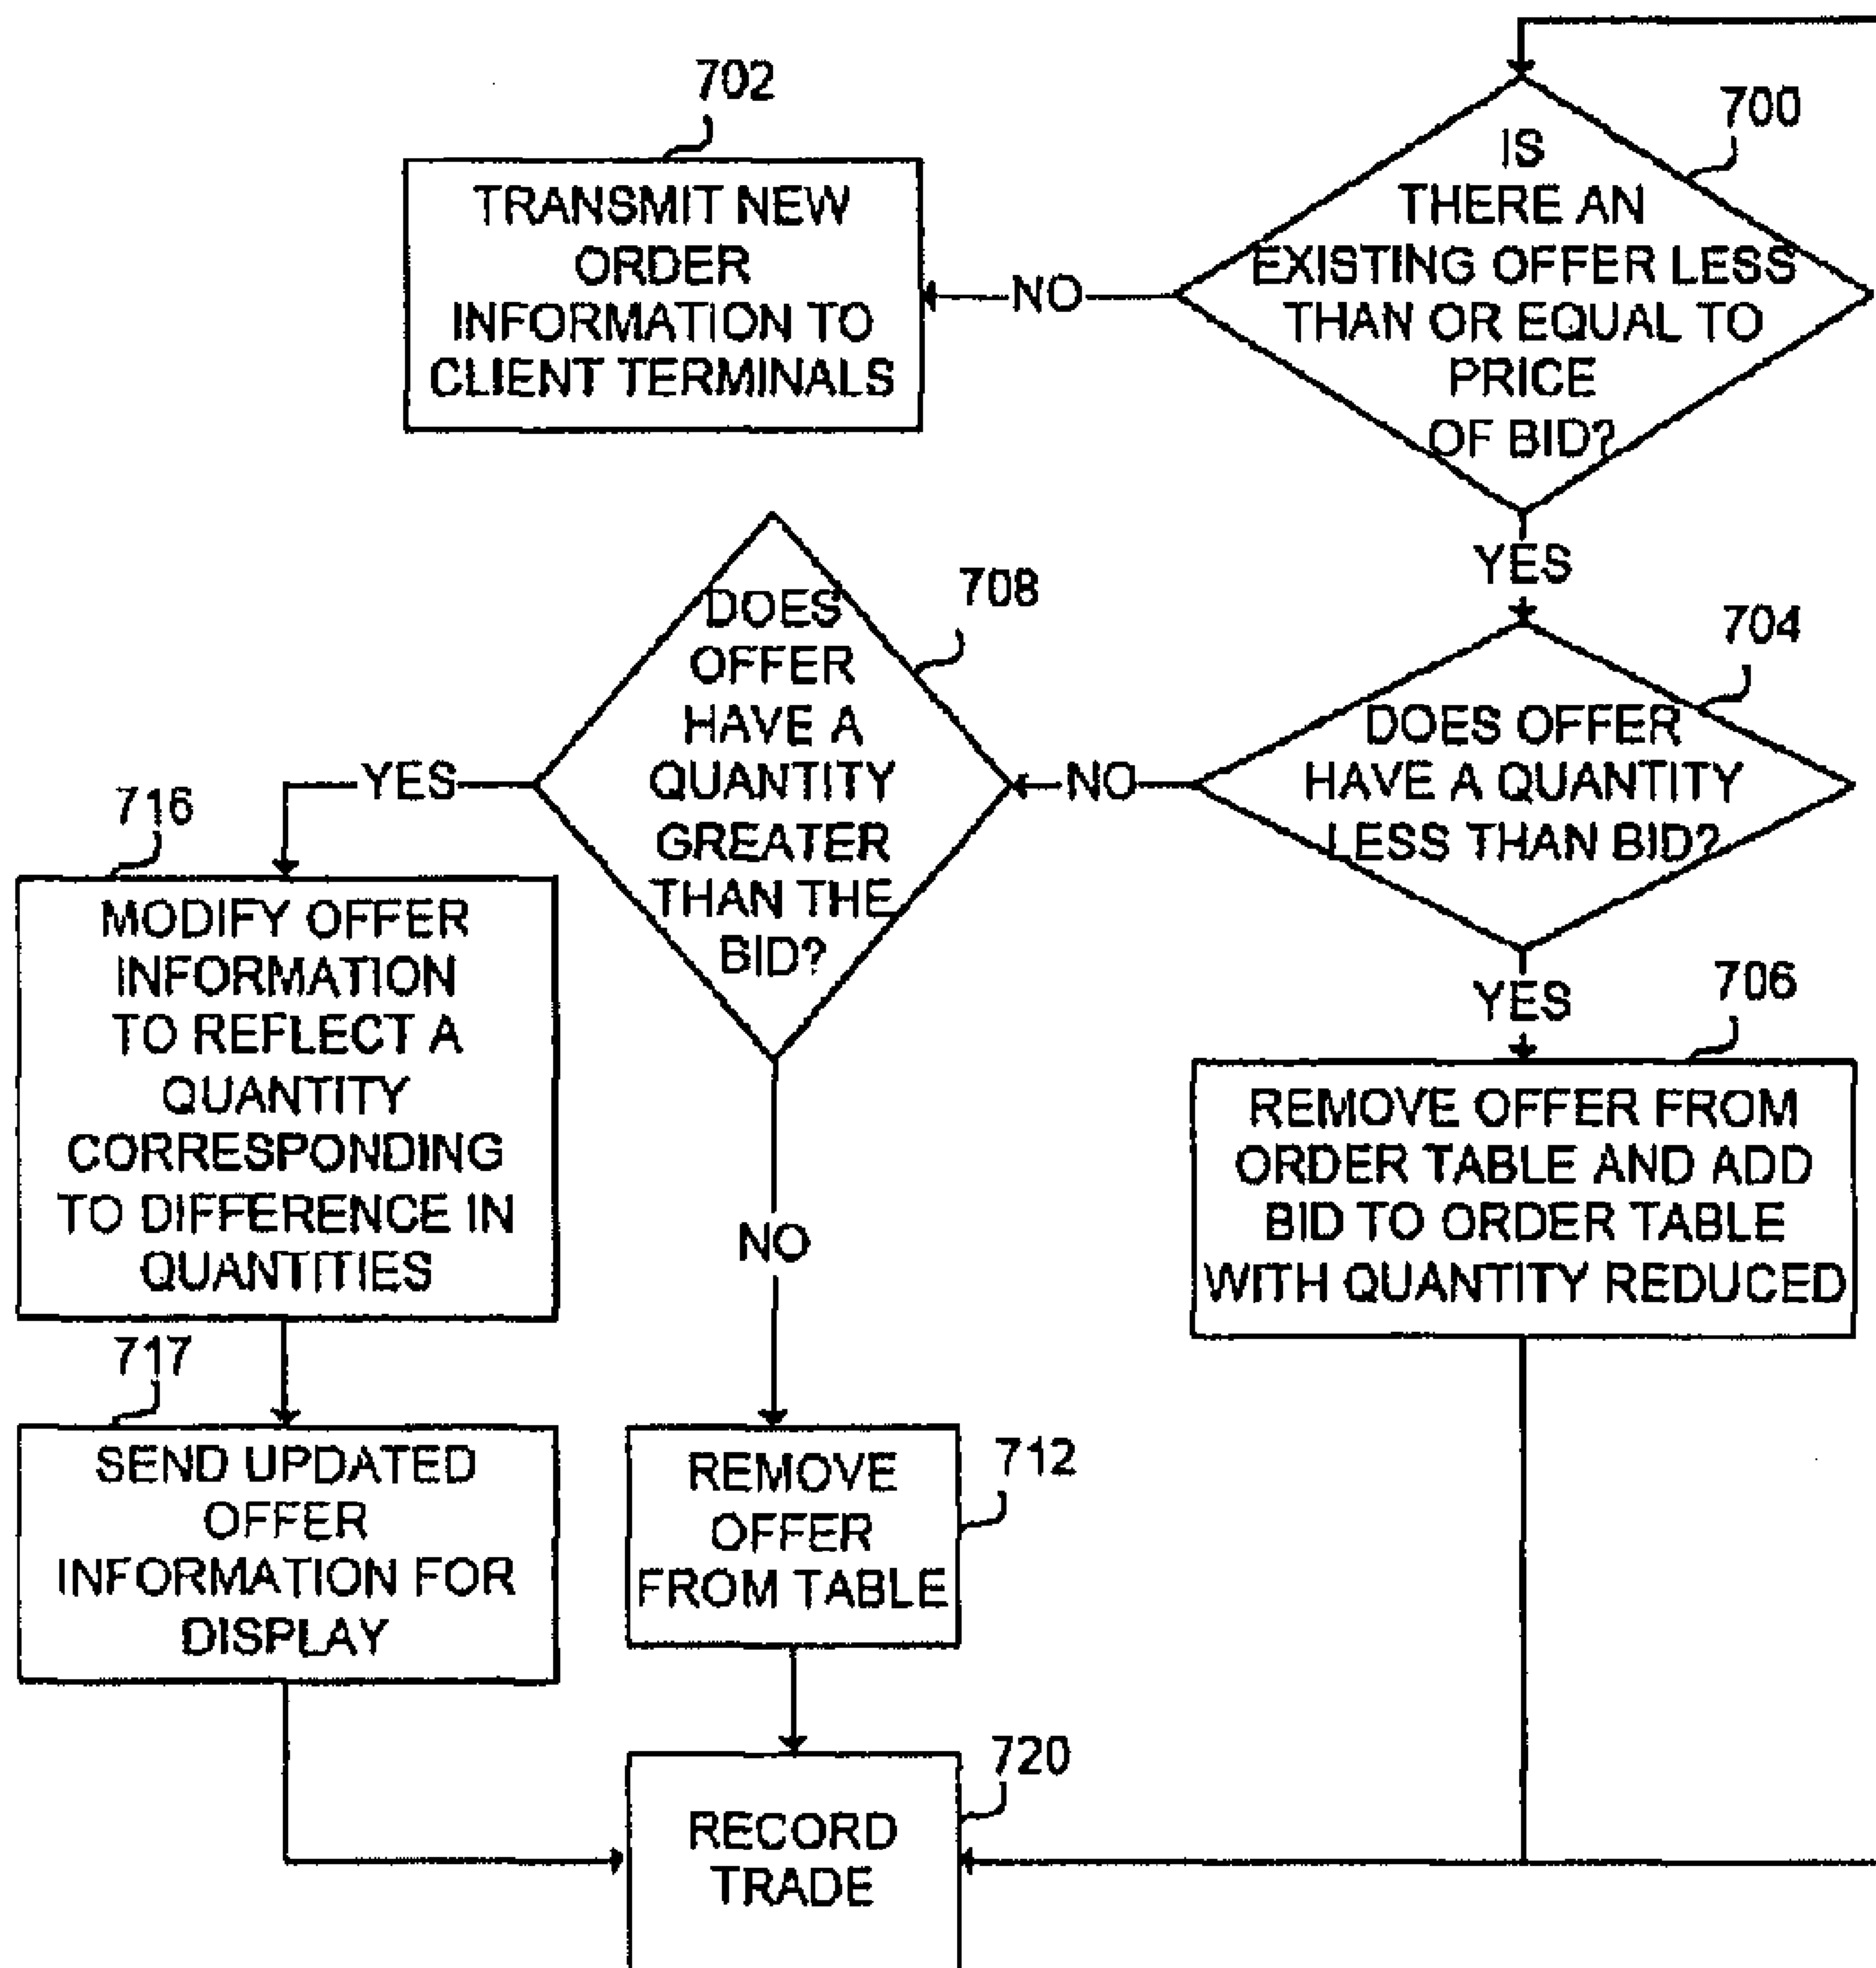 702
TRANSMIT NEW
ORDER
INFORMATION TO
CLIENT TERMINALS
NO
700
IS
THERE AN
EXISTING OFFER LESS
THAN OR EQUAL TO
PRICE
OF BID?
YES
704
DOES OFFER
HAVE A QUANTITY
LESS THAN BID?
NO
708
DOES
OFFER
HAVE A
QUANTITY
GREATER
THAN THE
BID?
YES
716
MODIFY OFFER
INFORMATION
TO REFLECT A
QUANTITY
CORRESPONDING
TO DIFFERENCE IN
QUANTITIES
YES
706
REMOVE OFFER FROM
ORDER TABLE AND ADD
BID TO ORDER TABLE
WITH QUANTITY REDUCED
NO
717
SEND UPDATED
OFFER
INFORMATION FOR
DISPLAY
712
REMOVE
OFFER
FROM TABLE
720
RECORD
TRADE